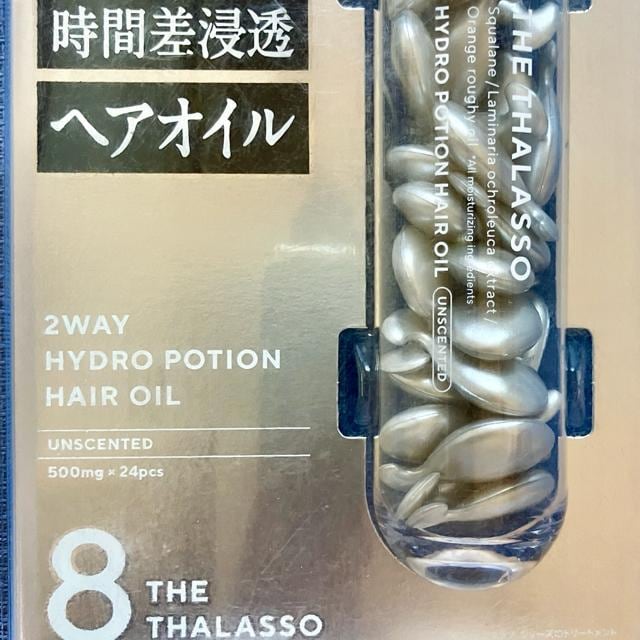 時間差浸透
ヘアオイル
2WAY
HYDRO POTION
HAIR OIL
UNSCENTED
500mg × 24pcs
8 THE
THALASSO
THE THALASSO
Squalane / Laminaria ochroleuca extract /
Orange roughy oil *All moisturizing ingredients
HYDRO POTION HAIR OIL UNSCENTED